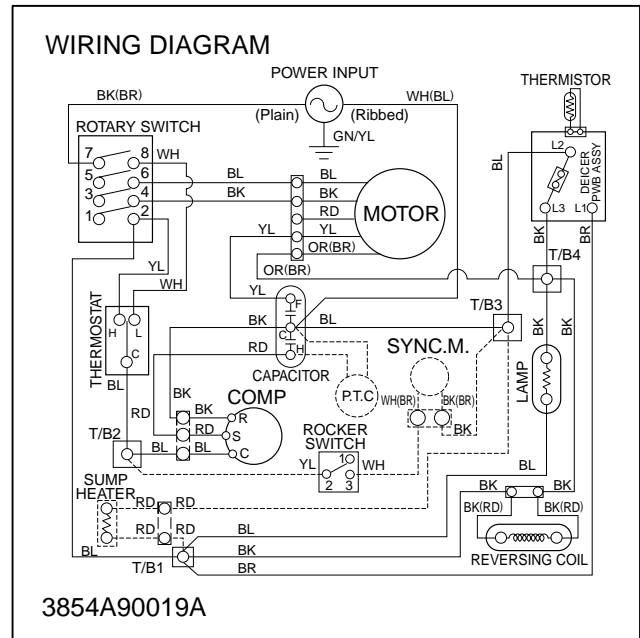 WIRING DIAGRAM
POWER INPUT
BK(BR)
WH(BL)
(Plain)
(Ribbed)
GN/YL
THERMISTOR
ROTARY SWITCH
7
8
WH
5
6
BL
BL
3
4
BK
BK
1
2
RD
YL
YL
OR(BR)
OR(BR)
MOTOR
BL
L2
DEICER
PWB ASSY
L3
L1
BK
BR
T/B4
YL
WH
THERMOSTAT
H
L
C
BL
YL
F
BK
C
BL
T/B3
RD
H
CAPACITOR
SYNC.M.
P.T.C
WH(BR)
BK(BR)
BK
BK
BK
LAMP
BK
COMP
RD
BK
R
RD
S
BL
BL
C
T/B2
ROCKER
SWITCH
YL
1
2
3
WH
BL
SUMP
HEATER
RD
RD
RD
RD
BK
BK
BK(RD)
BK(RD)
BL
BL
BK
BR
T/B1
REVERSING COIL
3854A90019A